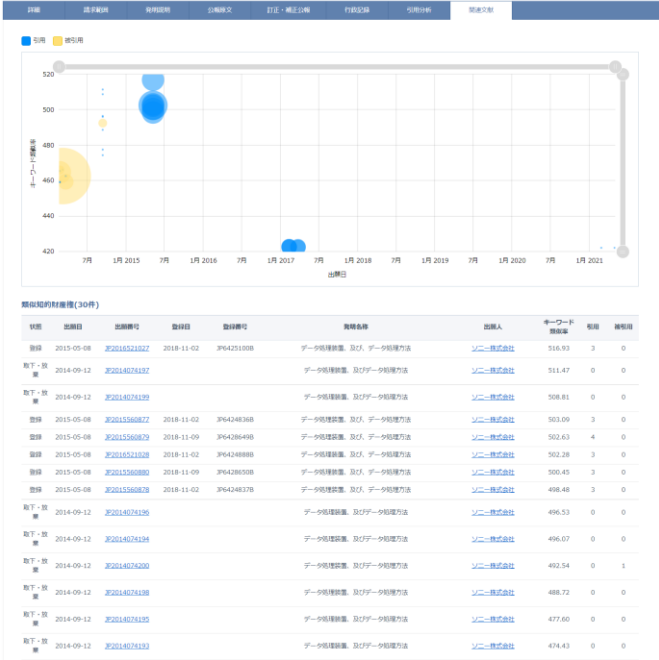 詳細 請求範囲 発明説明 公報原文 訂正・補正公報 行政記録 引用分析 関連文献
引用 被引用
520
500
480
460
440
420
キーワード類似率
7月 1月 2015 7月 1月 2016 7月 1月 2017 7月 1月 2018 7月 1月 2019 7月 1月 2020 7月 1月 2021
出願日
類似知的財産権(30件)
状態 出願日 出願番号 登録日 登録番号 発明名称 出願人 キーワード類似率 引用 被引用
登録 2015-05-08 JP2016521027 2018-11-02 JP6425100B データ処理装置、及び、データ処理方法 ソニー株式会社 516.93 3 0
取下・放棄 2014-09-12 JP2014074197 データ処理装置、及びデータ処理方法 ソニー株式会社 511.47 0 0
取下・放棄 2014-09-12 JP2014074199 データ処理装置、及びデータ処理方法 ソニー株式会社 508.81 0 0
登録 2015-05-08 JP2015560877 2018-11-02 JP6424836B データ処理装置、及び、データ処理方法 ソニー株式会社 503.09 3 0
登録 2015-05-08 JP2015560879 2018-11-09 JP6428649B データ処理装置、及び、データ処理方法 ソニー株式会社 502.63 4 0
登録 2015-05-08 JP2016521028 2018-11-02 JP6424888B データ処理装置、及び、データ処理方法 ソニー株式会社 502.28 3 0
登録 2015-05-08 JP2015560880 2018-11-09 JP6428650B データ処理装置、及び、データ処理方法 ソニー株式会社 500.45 3 0
登録 2015-05-08 JP2015560878 2018-11-02 JP6424837B データ処理装置、及び、データ処理方法 ソニー株式会社 498.48 3 0
取下・放棄 2014-09-12 JP2014074196 データ処理装置、及びデータ処理方法 ソニー株式会社 496.53 0 0
取下・放棄 2014-09-12 JP2014074194 データ処理装置、及びデータ処理方法 ソニー株式会社 496.07 0 0
取下・放棄 2014-09-12 JP2014074200 データ処理装置、及びデータ処理方法 ソニー株式会社 492.54 0 1
取下・放棄 2014-09-12 JP2014074198 データ処理装置、及びデータ処理方法 ソニー株式会社 488.72 0 0
取下・放棄 2014-09-12 JP2014074195 データ処理装置、及びデータ処理方法 ソニー株式会社 477.60 0 0
取下・放棄 2014-09-12 JP2014074193 データ処理装置、及びデータ処理方法 ソニー株式会社 474.43 0 0